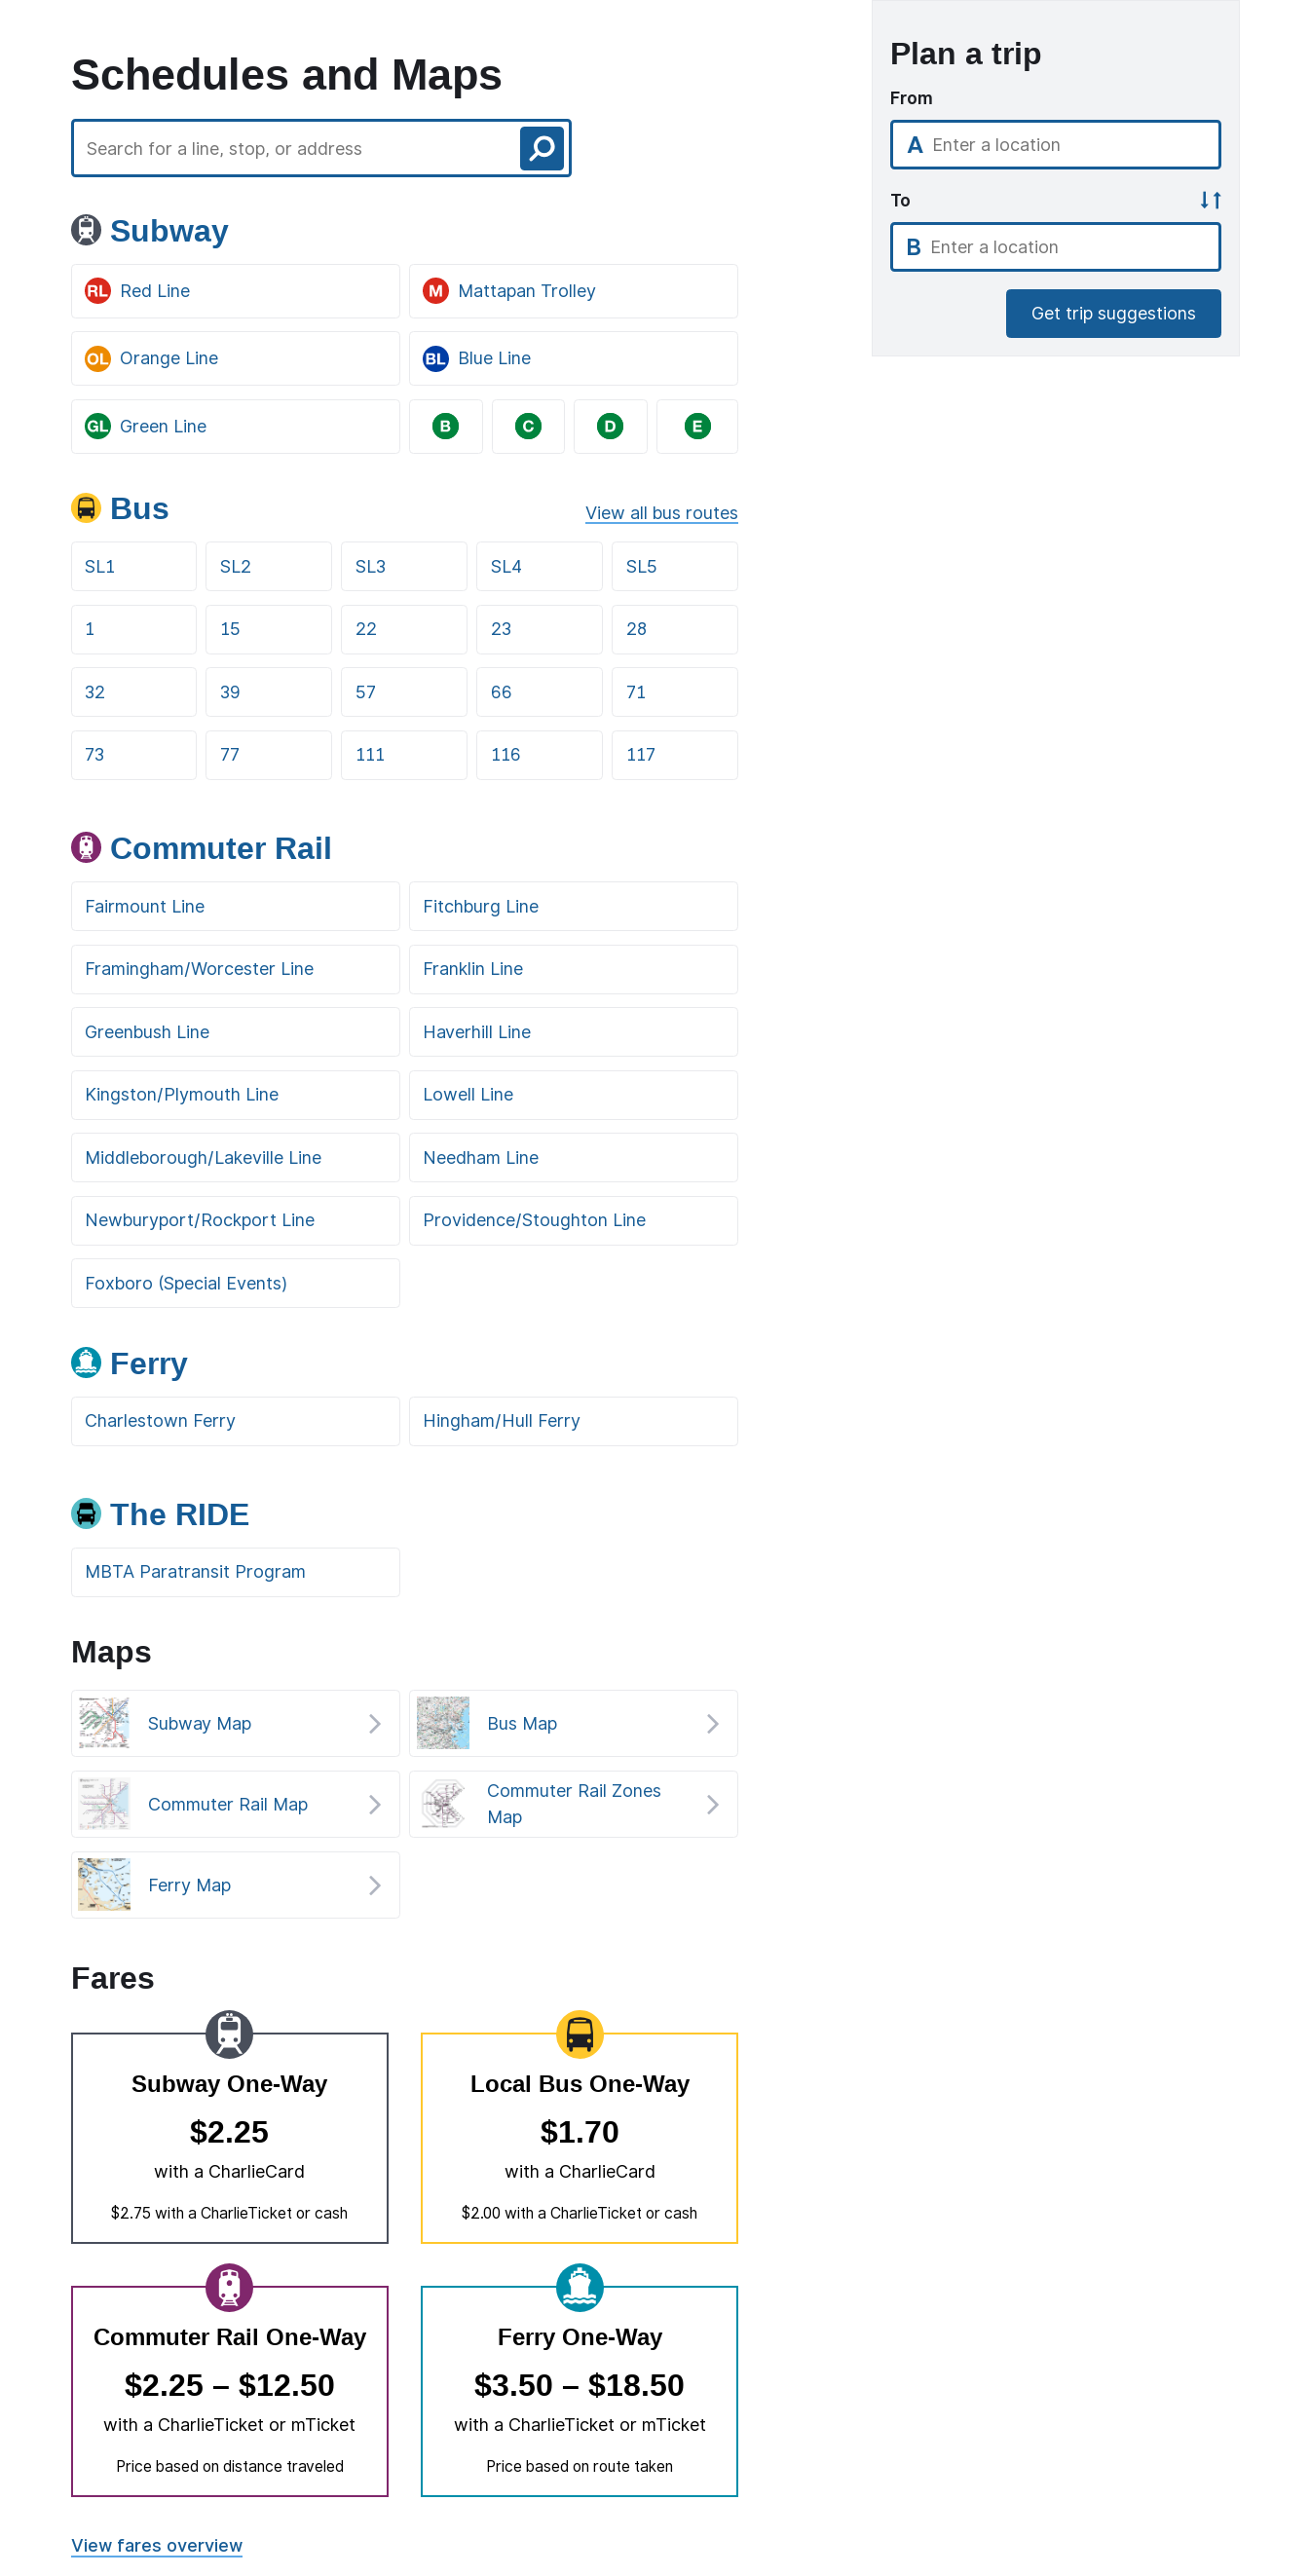 Schedules and Maps
Search for a line, stop, or address
Subway
RL Red Line
M Mattapan Trolley
OL Orange Line
BL Blue Line
GL Green Line
B C D E
Bus
View all bus routes
SL1 SL2 SL3 SL4 SL5
1 15 22 23 28
32 39 57 66 71
73 77 111 116 117
Commuter Rail
Fairmount Line
Fitchburg Line
Framingham/Worcester Line
Franklin Line
Greenbush Line
Haverhill Line
Kingston/Plymouth Line
Lowell Line
Middleborough/Lakeville Line
Needham Line
Newburyport/Rockport Line
Providence/Stoughton Line
Foxboro (Special Events)
Ferry
Charlestown Ferry
Hingham/Hull Ferry
The RIDE
MBTA Paratransit Program
Maps
Subway Map
Bus Map
Commuter Rail Map
Commuter Rail Zones
Map
Ferry Map
Fares
Subway One-Way
$2.25
with a CharlieCard
$2.75 with a CharlieTicket or cash
Local Bus One-Way
$1.70
with a CharlieCard
$2.00 with a CharlieTicket or cash
Commuter Rail One-Way
$2.25 – $12.50
with a CharlieTicket or mTicket
Price based on distance traveled
Ferry One-Way
$3.50 – $18.50
with a CharlieTicket or mTicket
Price based on route taken
View fares overview
Plan a trip
From
A Enter a location
To
B Enter a location
Get trip suggestions